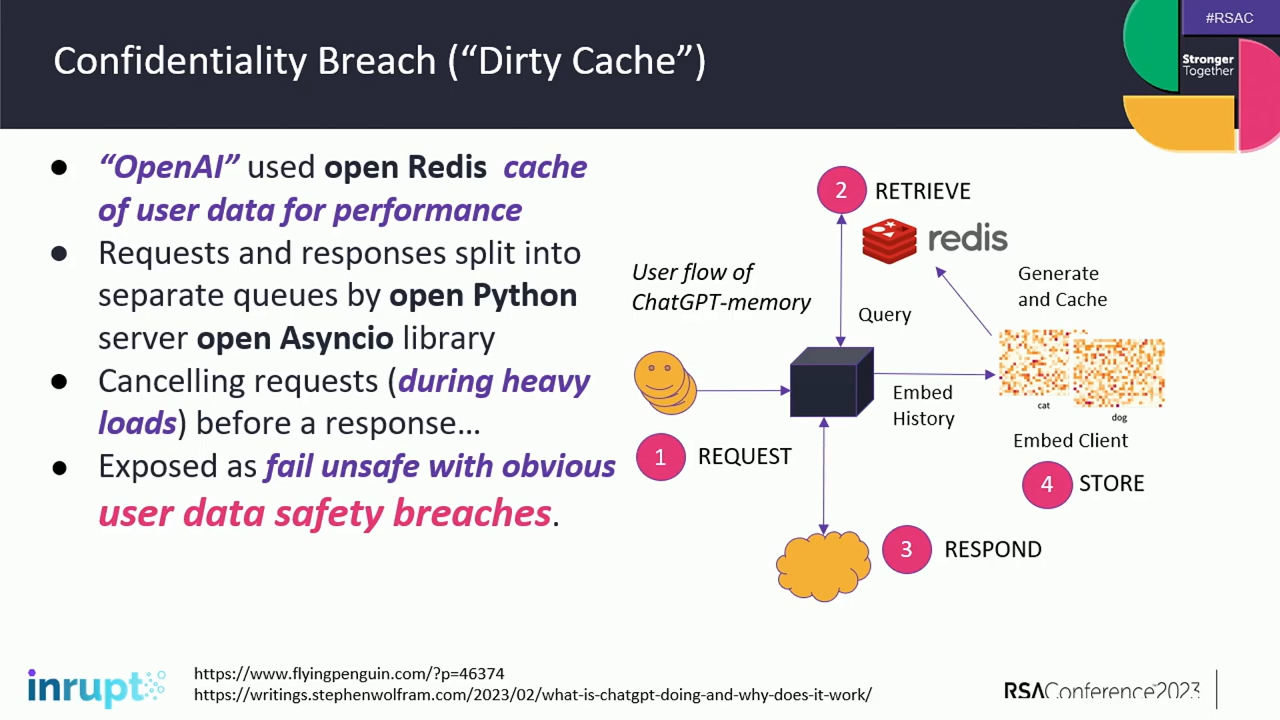 #RSAC
Stronger
Together
Confidentiality Breach (“Dirty Cache”)
● “OpenAI” used open Redis cache
of user data for performance
● Requests and responses split into
separate queues by open Python
server open Asyncio library
● Cancelling requests (during heavy
loads) before a response…
● Exposed as fail unsafe with obvious
user data safety breaches.
User flow of
ChatGPT-memory
1 REQUEST
2 RETRIEVE
redis
Query
Generate
and Cache
Embed
History
cat
dog
Embed Client
4 STORE
3 RESPOND
inrupt
https://www.flyingpenguin.com/?p=46374
https://writings.stephenwolfram.com/2023/02/what-is-chatgpt-doing-and-why-does-it-work/
RSAConference2023